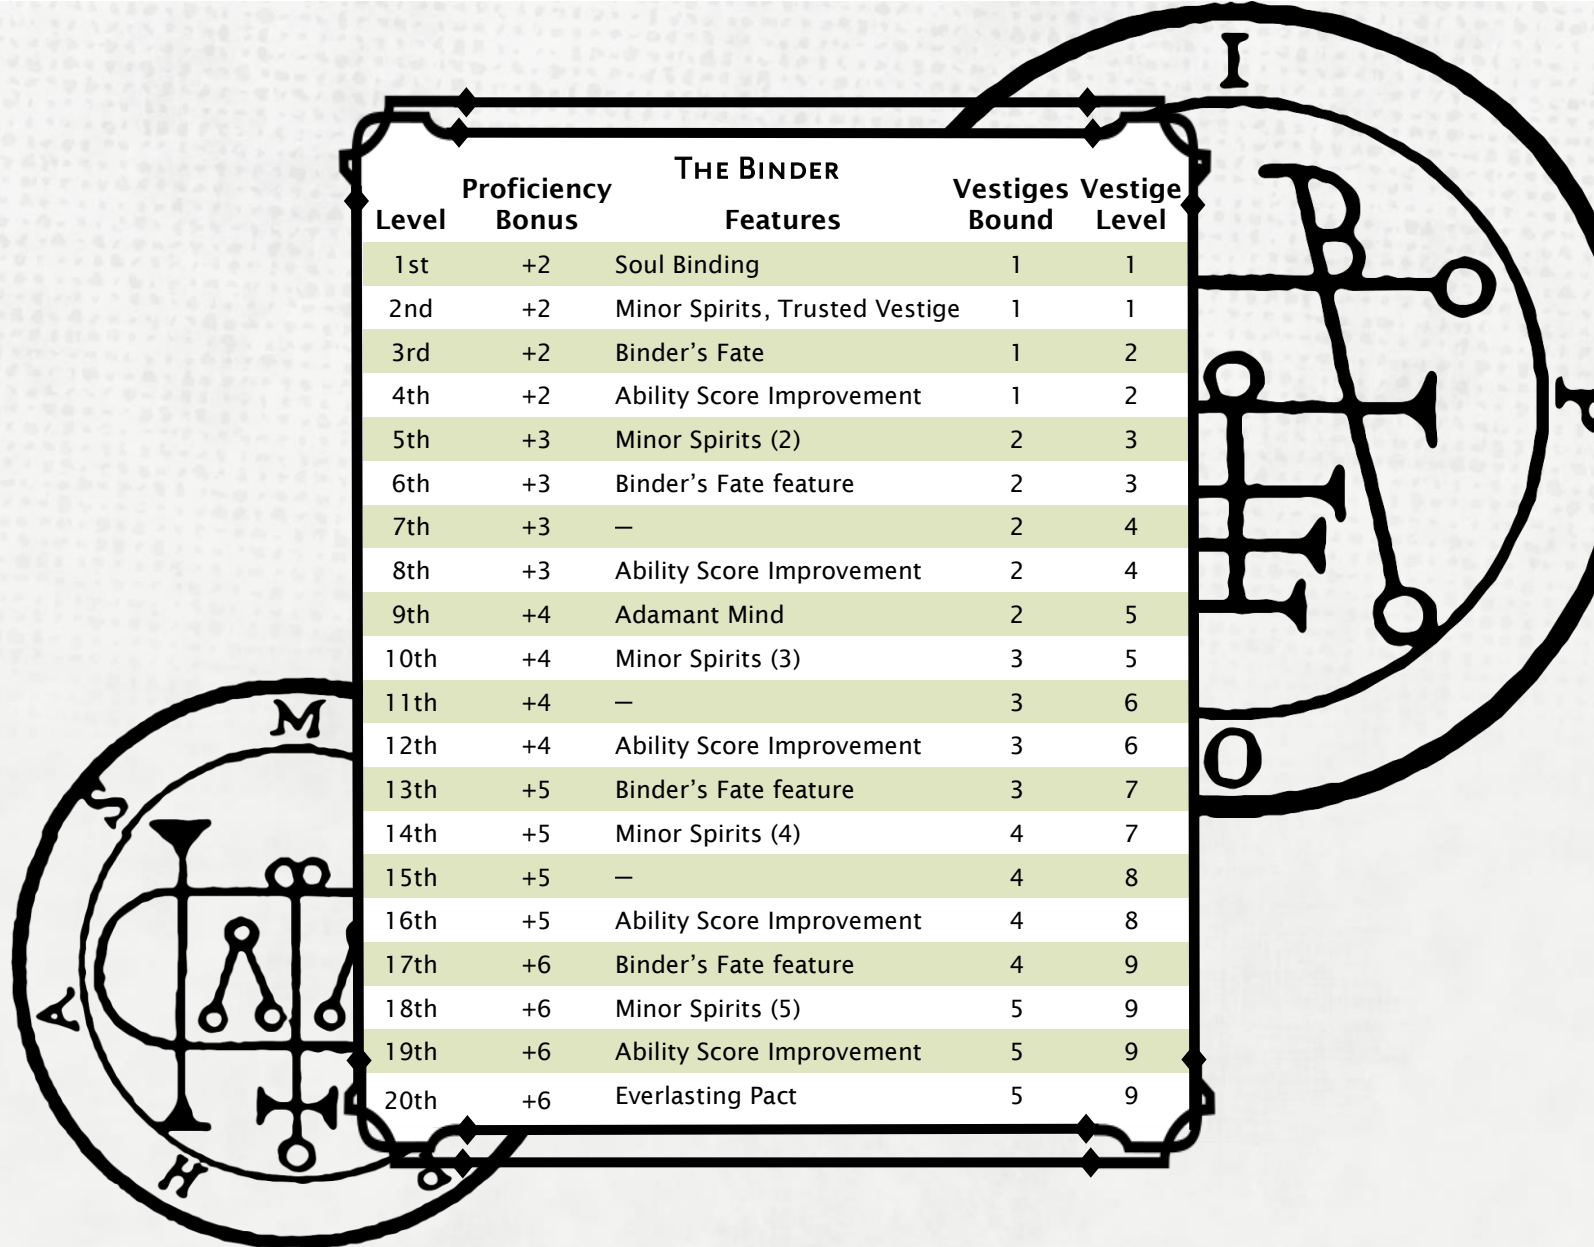 THE BINDER
Level Proficiency Bonus Features Vestiges Bound Vestige Level
1st +2 Soul Binding 1 1
2nd +2 Minor Spirits, Trusted Vestige 1 1
3rd +2 Binder’s Fate 1 2
4th +2 Ability Score Improvement 1 2
5th +3 Minor Spirits (2) 2 3
6th +3 Binder’s Fate feature 2 3
7th +3 — 2 4
8th +3 Ability Score Improvement 2 4
9th +4 Adamant Mind 2 5
10th +4 Minor Spirits (3) 3 5
11th +4 — 3 6
12th +4 Ability Score Improvement 3 6
13th +5 Binder’s Fate feature 3 7
14th +5 Minor Spirits (4) 4 7
15th +5 — 4 8
16th +5 Ability Score Improvement 4 8
17th +6 Binder’s Fate feature 4 9
18th +6 Minor Spirits (5) 5 9
19th +6 Ability Score Improvement 5 9
20th +6 Everlasting Pact 5 9
I
O
M
S
A
H